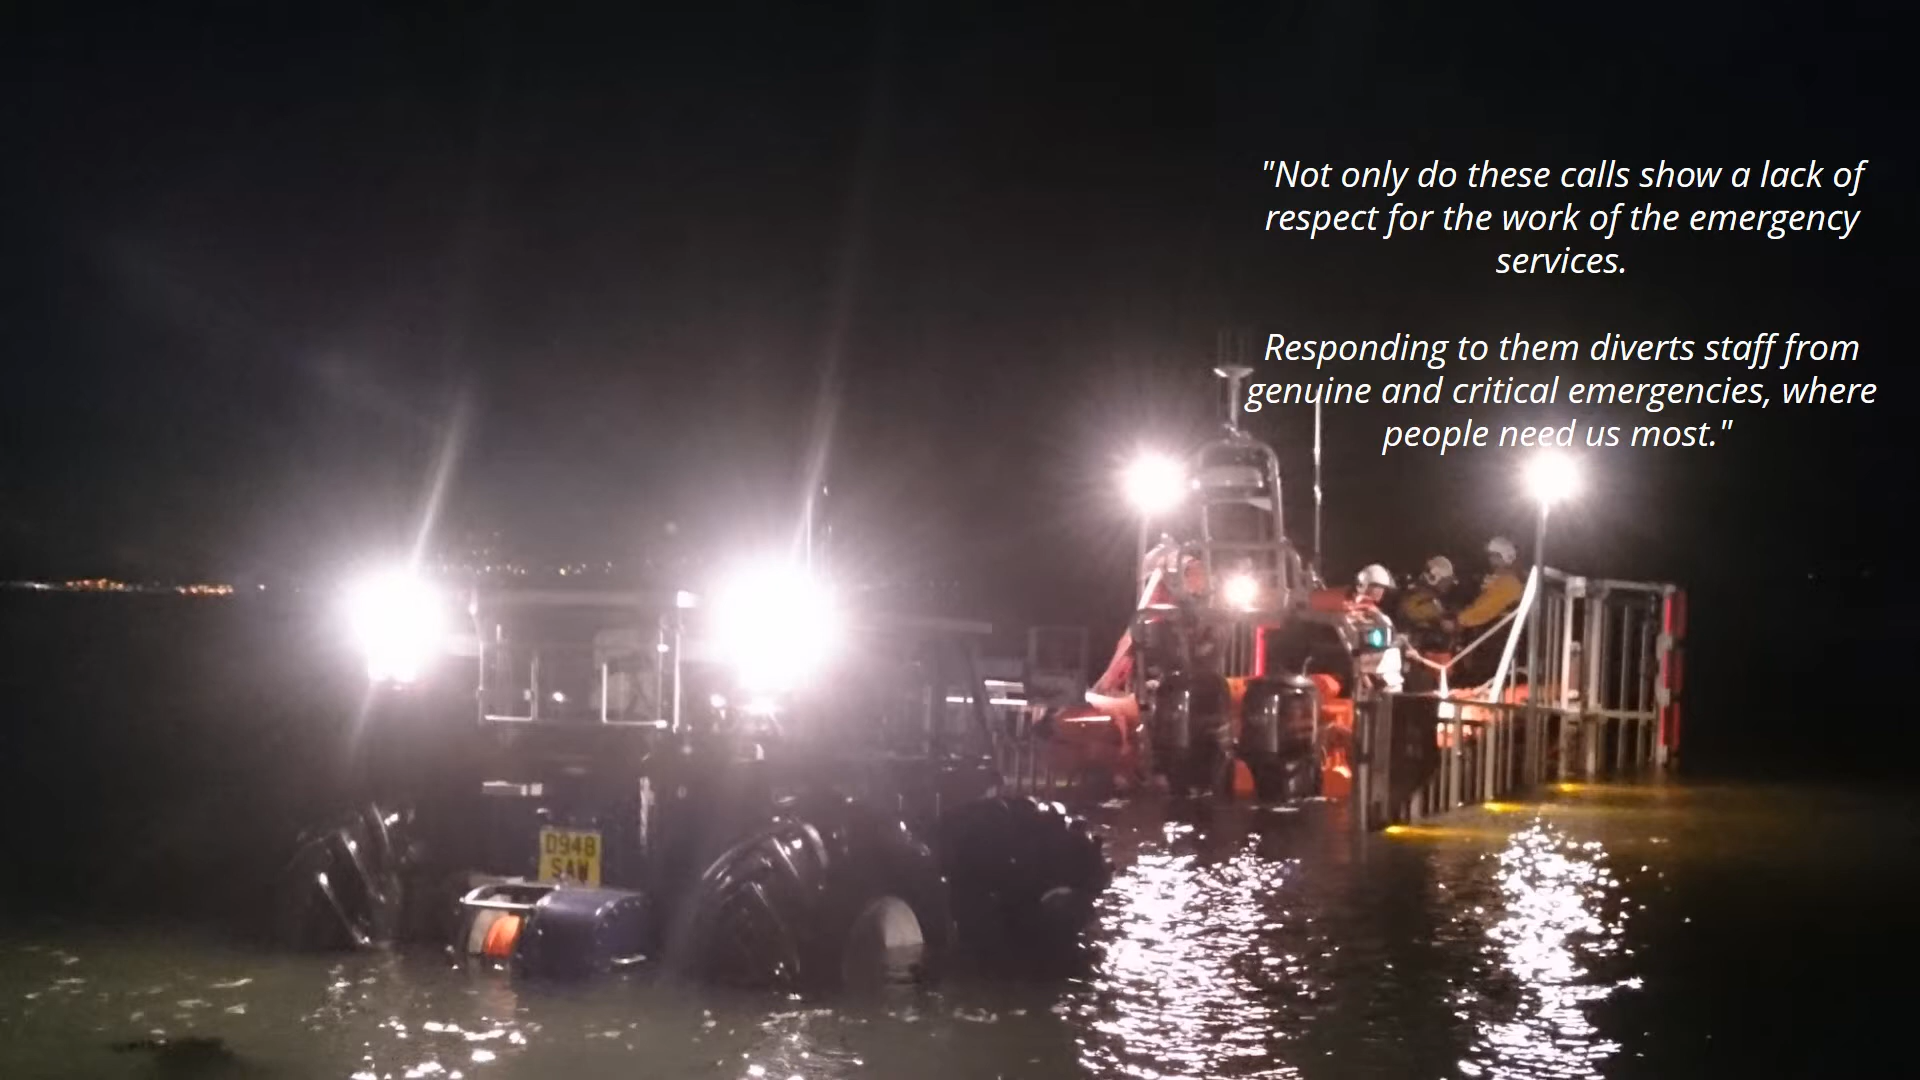 "Not only do these calls show a lack of
respect for the work of the emergency
services.
Responding to them diverts staff from
genuine and critical emergencies, where
people need us most."
D948
SAW